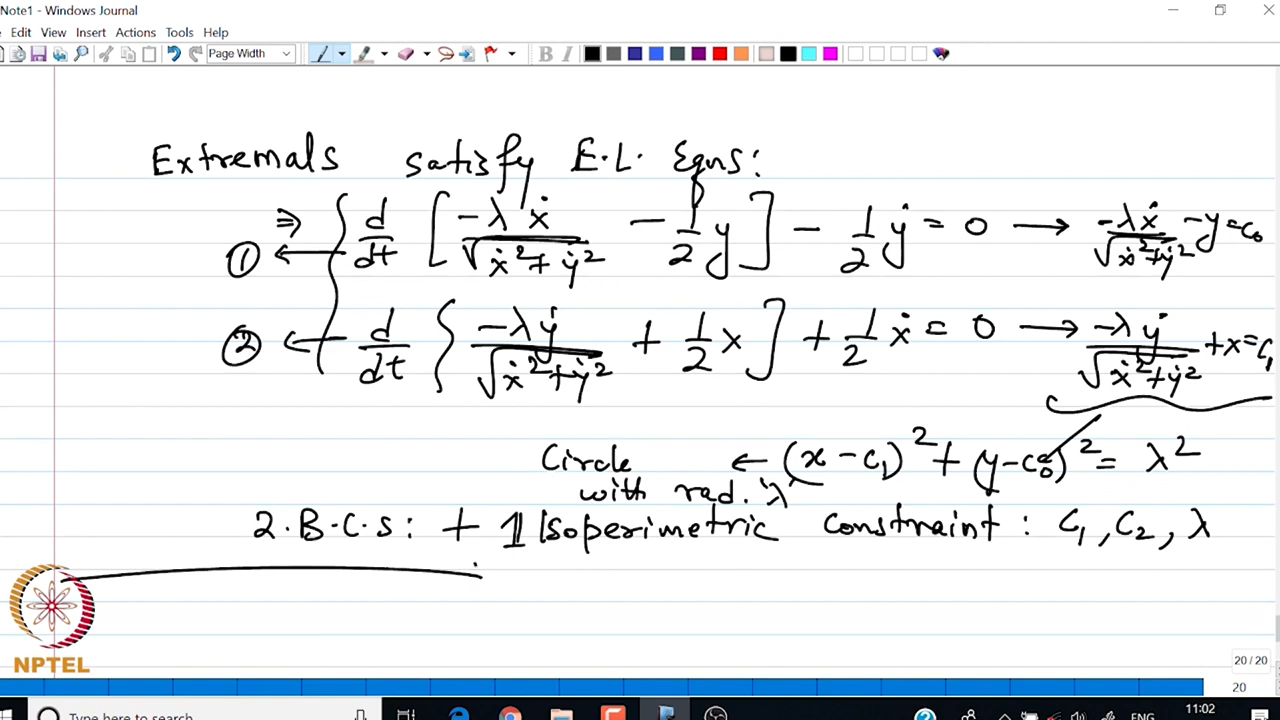 Note1 - Windows Journal
Edit View Insert Actions Tools Help
Page Width
B I
Extremals satisfy E.L. Eqns:
⇒ d/dt [ -λẋ/√(ẋ²+ẏ²) - 1/2 y ] - 1/2 ẏ = 0 → -λẋ/√(ẋ²+ẏ²) - y = c₀
① ←
② ← d/dt { -λẏ/√(ẋ²+ẏ²) + 1/2 x ] + 1/2 ẋ = 0 → -λẏ/√(ẋ²+ẏ²) + x = c₁
Circle ← (x - c₁)² + (y - c₀)² = λ²
with rad. 'λ'
2. B.C.s: + 1 Isoperimetric constraint: C₁, C₂, λ
NPTEL
20 / 20
20
Type here to search
ENG
11:02